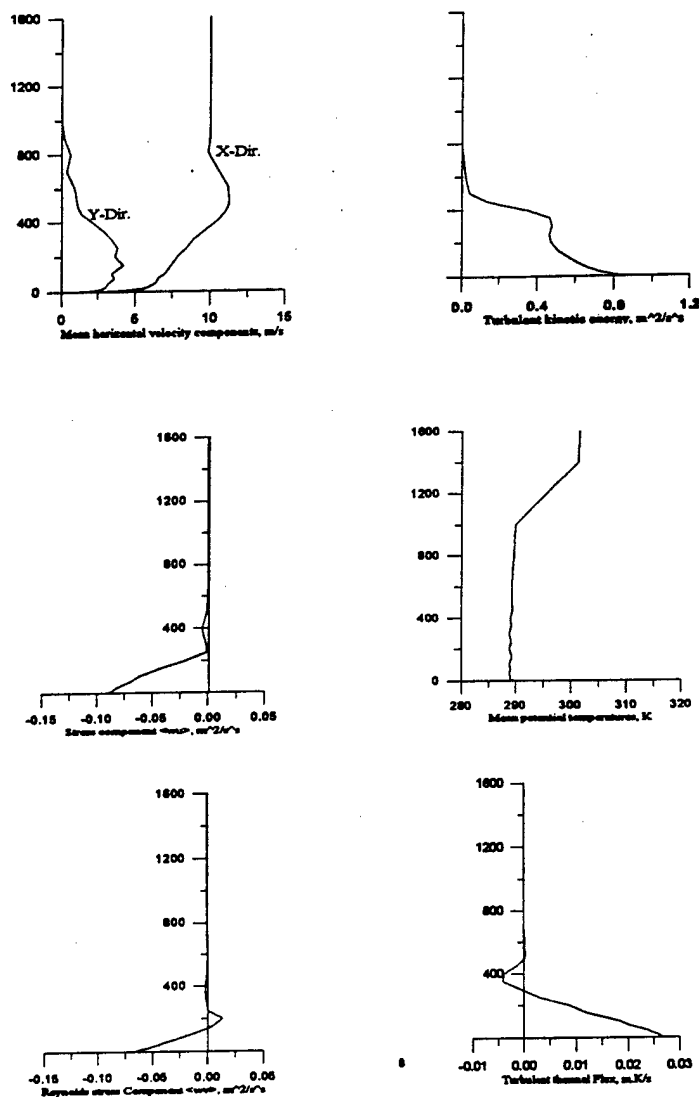 1600
1200
800
400
0
X-Dir.
Y-Dir.
0 5 10 15
Mean horizontal velocity components, m/s
0.0 0.4 0.8 1.2
Turbulent kinetic energy, m^2/s^s
1600
1200
800
400
-0.15 -0.10 -0.05 0.00 0.05
Stress component <wu>, m^2/s^s
1600
1200
800
400
0
280 290 300 310 320
Mean potential temperatures, K
1600
1200
800
400
-0.15 -0.10 -0.05 0.00 0.05
Reynolds stress Component <wv>, m^2/s^s
1600
1200
800
400
-0.01 0.00 0.01 0.02 0.03
Turbulent thermal Flux, m.K/s